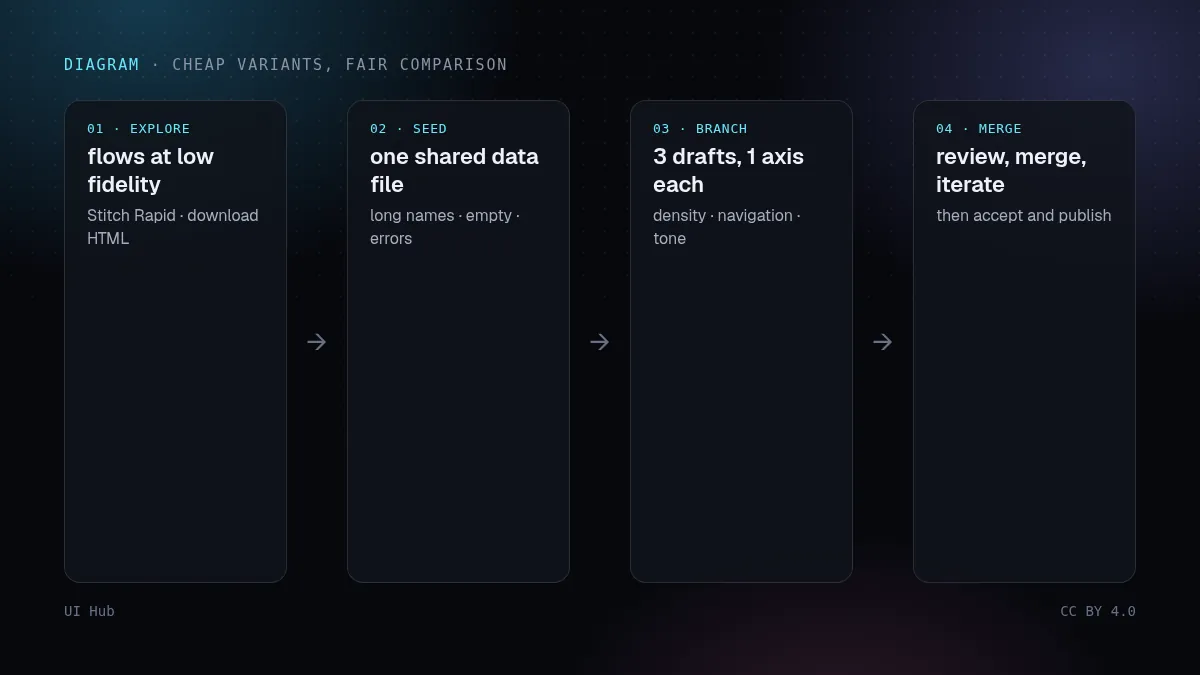 DIAGRAM · CHEAP VARIANTS, FAIR COMPARISON
01 · EXPLORE
flows at low
fidelity
Stitch Rapid · download
HTML
→
02 · SEED
one shared data
file
long names · empty ·
errors
→
03 · BRANCH
3 drafts, 1 axis
each
density · navigation ·
tone
→
04 · MERGE
review, merge,
iterate
then accept and publish
UI Hub
CC BY 4.0